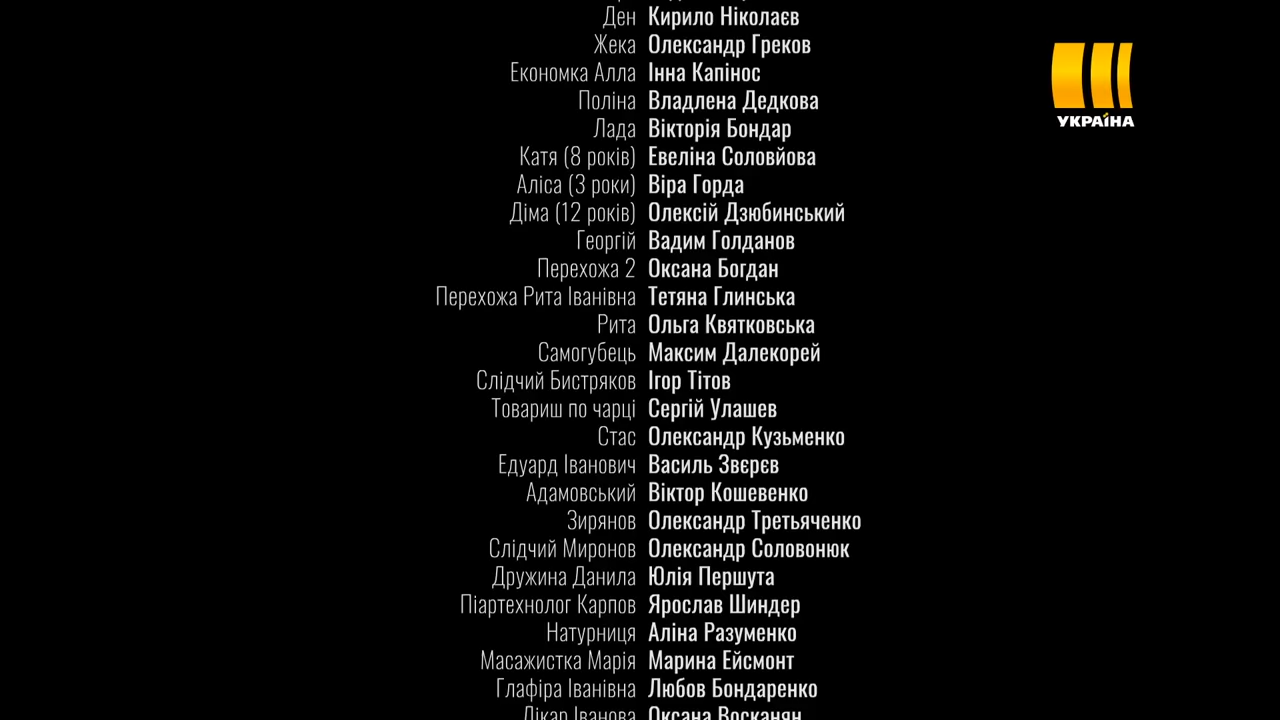 Ден Кирило Ніколаєв
Жека Олександр Греков
Економка Алла Інна Капінос
Поліна Владлена Дедкова
Лада Вікторія Бондар
Катя (8 років) Евеліна Соловйова
Аліса (3 роки) Віра Горда
Діма (12 років) Олексій Дзюбинський
Георгій Вадим Голданов
Перехожа 2 Оксана Богдан
Перехожа Рита Іванівна Тетяна Глинська
Рита Ольга Квятковська
Самогубець Максим Далекорей
Слідчий Бистряков Ігор Тітов
Товариш по чарці Сергій Улашев
Стас Олександр Кузьменко
Едуард Іванович Василь Звєрєв
Адамовський Віктор Кошевенко
Зирянов Олександр Третьяченко
Слідчий Миронов Олександр Соловонюк
Дружина Данила Юлія Першута
Піартехнолог Карпов Ярослав Шиндер
Натурниця Аліна Разуменко
Масажистка Марія Марина Ейсмонт
Глафіра Іванівна Любов Бондаренко
Лікар Іванова Оксана Восканян
УКРАЇНА